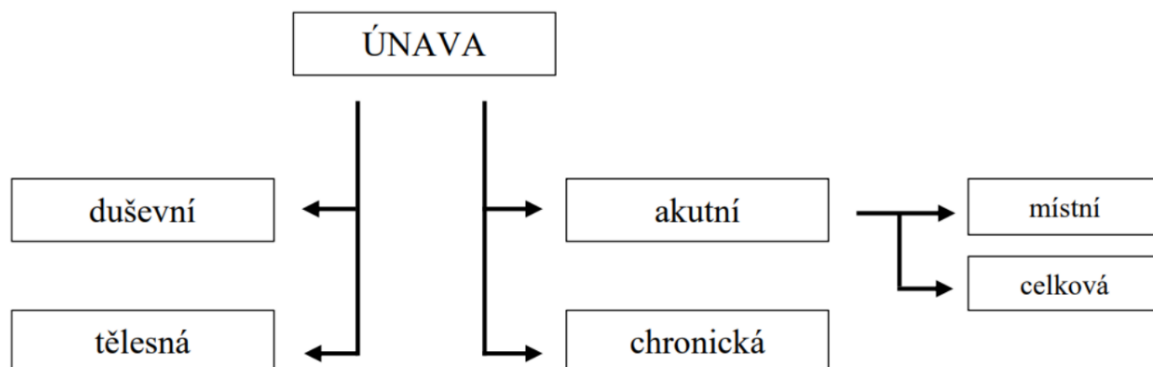 ÚNAVA
duševní
akutní
místní
celková
tělesná
chronická